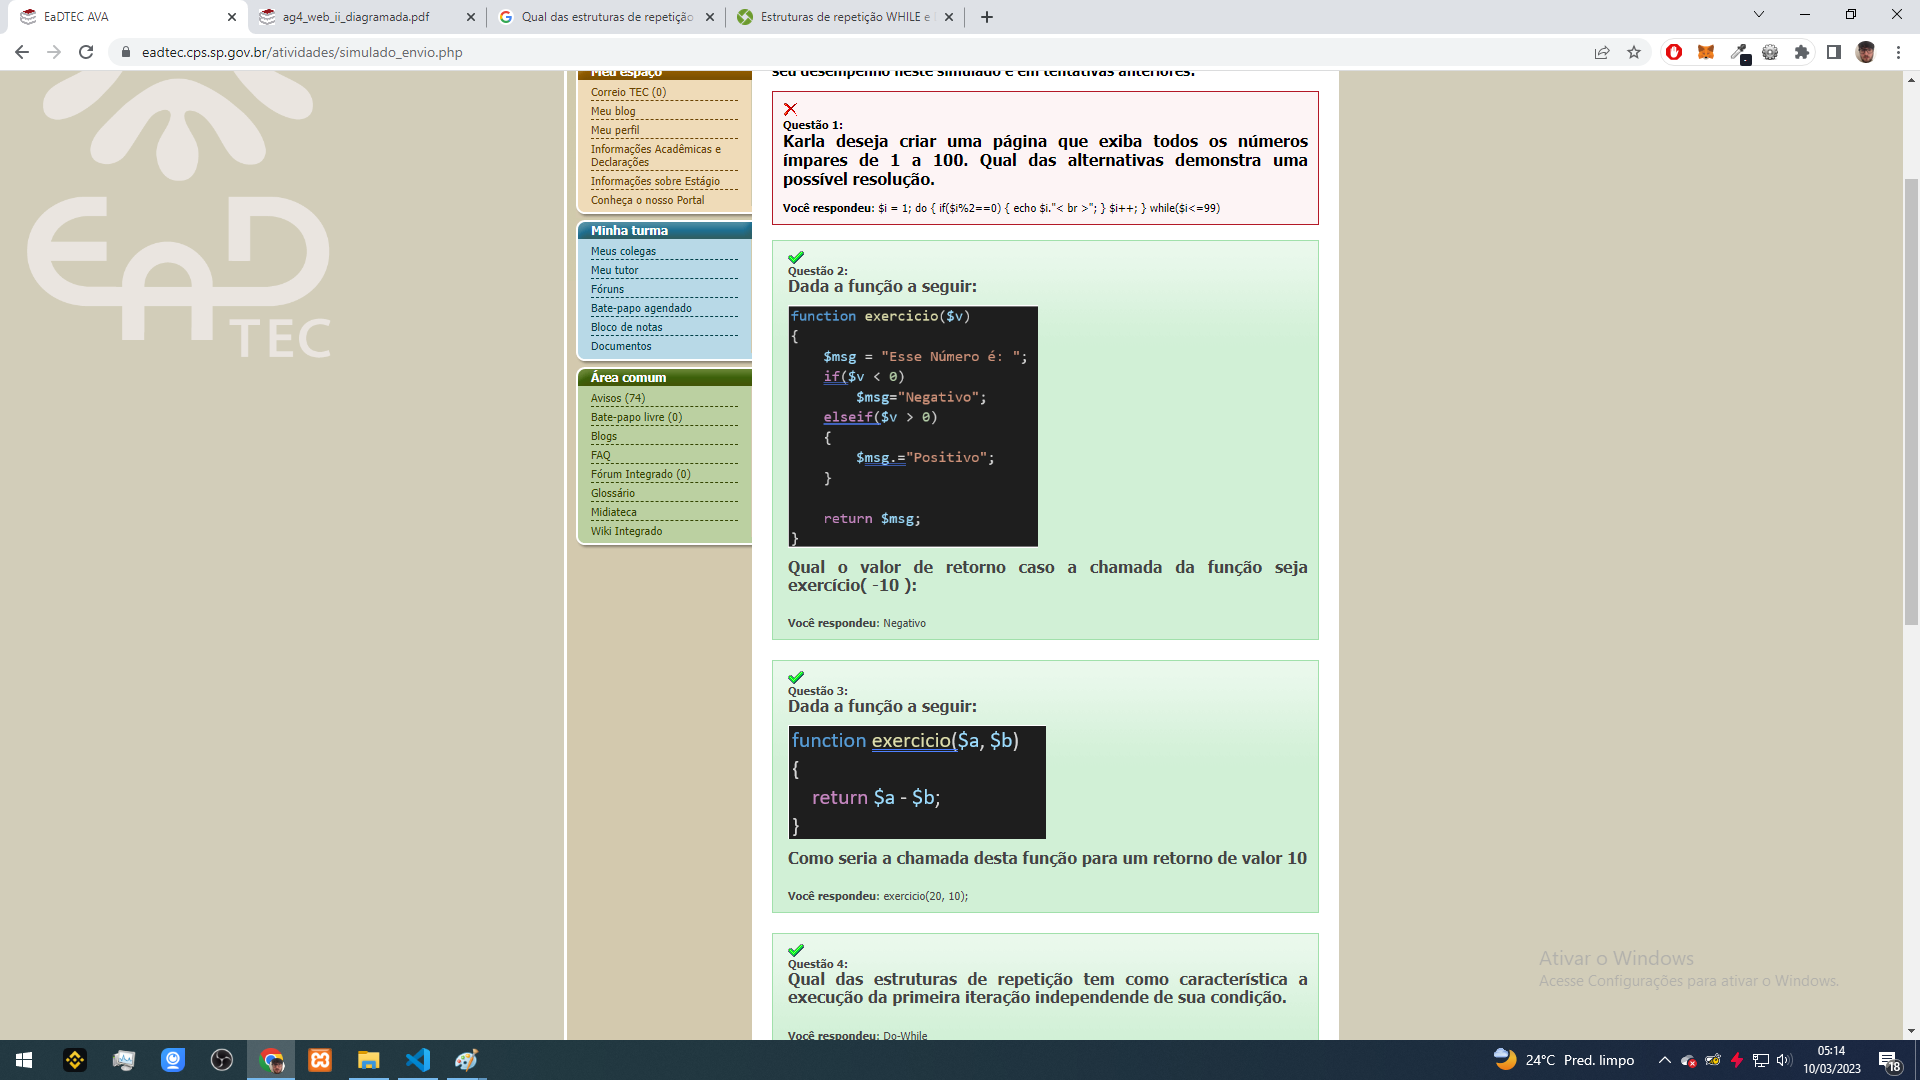 EaDTEC AVA
ag4_web_ii_diagramada.pdf
Qual das estruturas de repetição
Estruturas de repetição WHILE e
eadtec.cps.sp.gov.br/atividades/simulado_envio.php
EaD
TEC
Meu espaço
Correio TEC (0)
Meu blog
Meu perfil
Informações Acadêmicas e
Declarações
Informações sobre Estágio
Conheça o nosso Portal
Minha turma
Meus colegas
Meu tutor
Fóruns
Bate-papo agendado
Bloco de notas
Documentos
Área comum
Avisos (74)
Bate-papo livre (0)
Blogs
FAQ
Fórum Integrado (0)
Glossário
Midiateca
Wiki Integrado
seu desempenho neste simulado e em tentativas anteriores.
Questão 1:
Karla deseja criar uma página que exiba todos os números
ímpares de 1 a 100. Qual das alternativas demonstra uma
possível resolução.
Você respondeu: $i = 1; do { if($i%2==0) { echo $i."< br >"; } $i++; } while($i<=99)
Questão 2:
Dada a função a seguir:
function exercicio($v)
{
$msg = "Esse Número é: ";
if($v < 0)
$msg="Negativo";
elseif($v > 0)
{
$msg.="Positivo";
}
return $msg;
}
Qual o valor de retorno caso a chamada da função seja
exercício( -10 ):
Você respondeu: Negativo
Questão 3:
Dada a função a seguir:
function exercicio($a, $b)
{
return $a - $b;
}
Como seria a chamada desta função para um retorno de valor 10
Você respondeu: exercicio(20, 10);
Questão 4:
Qual das estruturas de repetição tem como característica a
execução da primeira iteração independende de sua condição.
Você respondeu: Do-While
Ativar o Windows
Acesse Configurações para ativar o Windows.
24°C Pred. limpo
05:14
10/03/2023
18